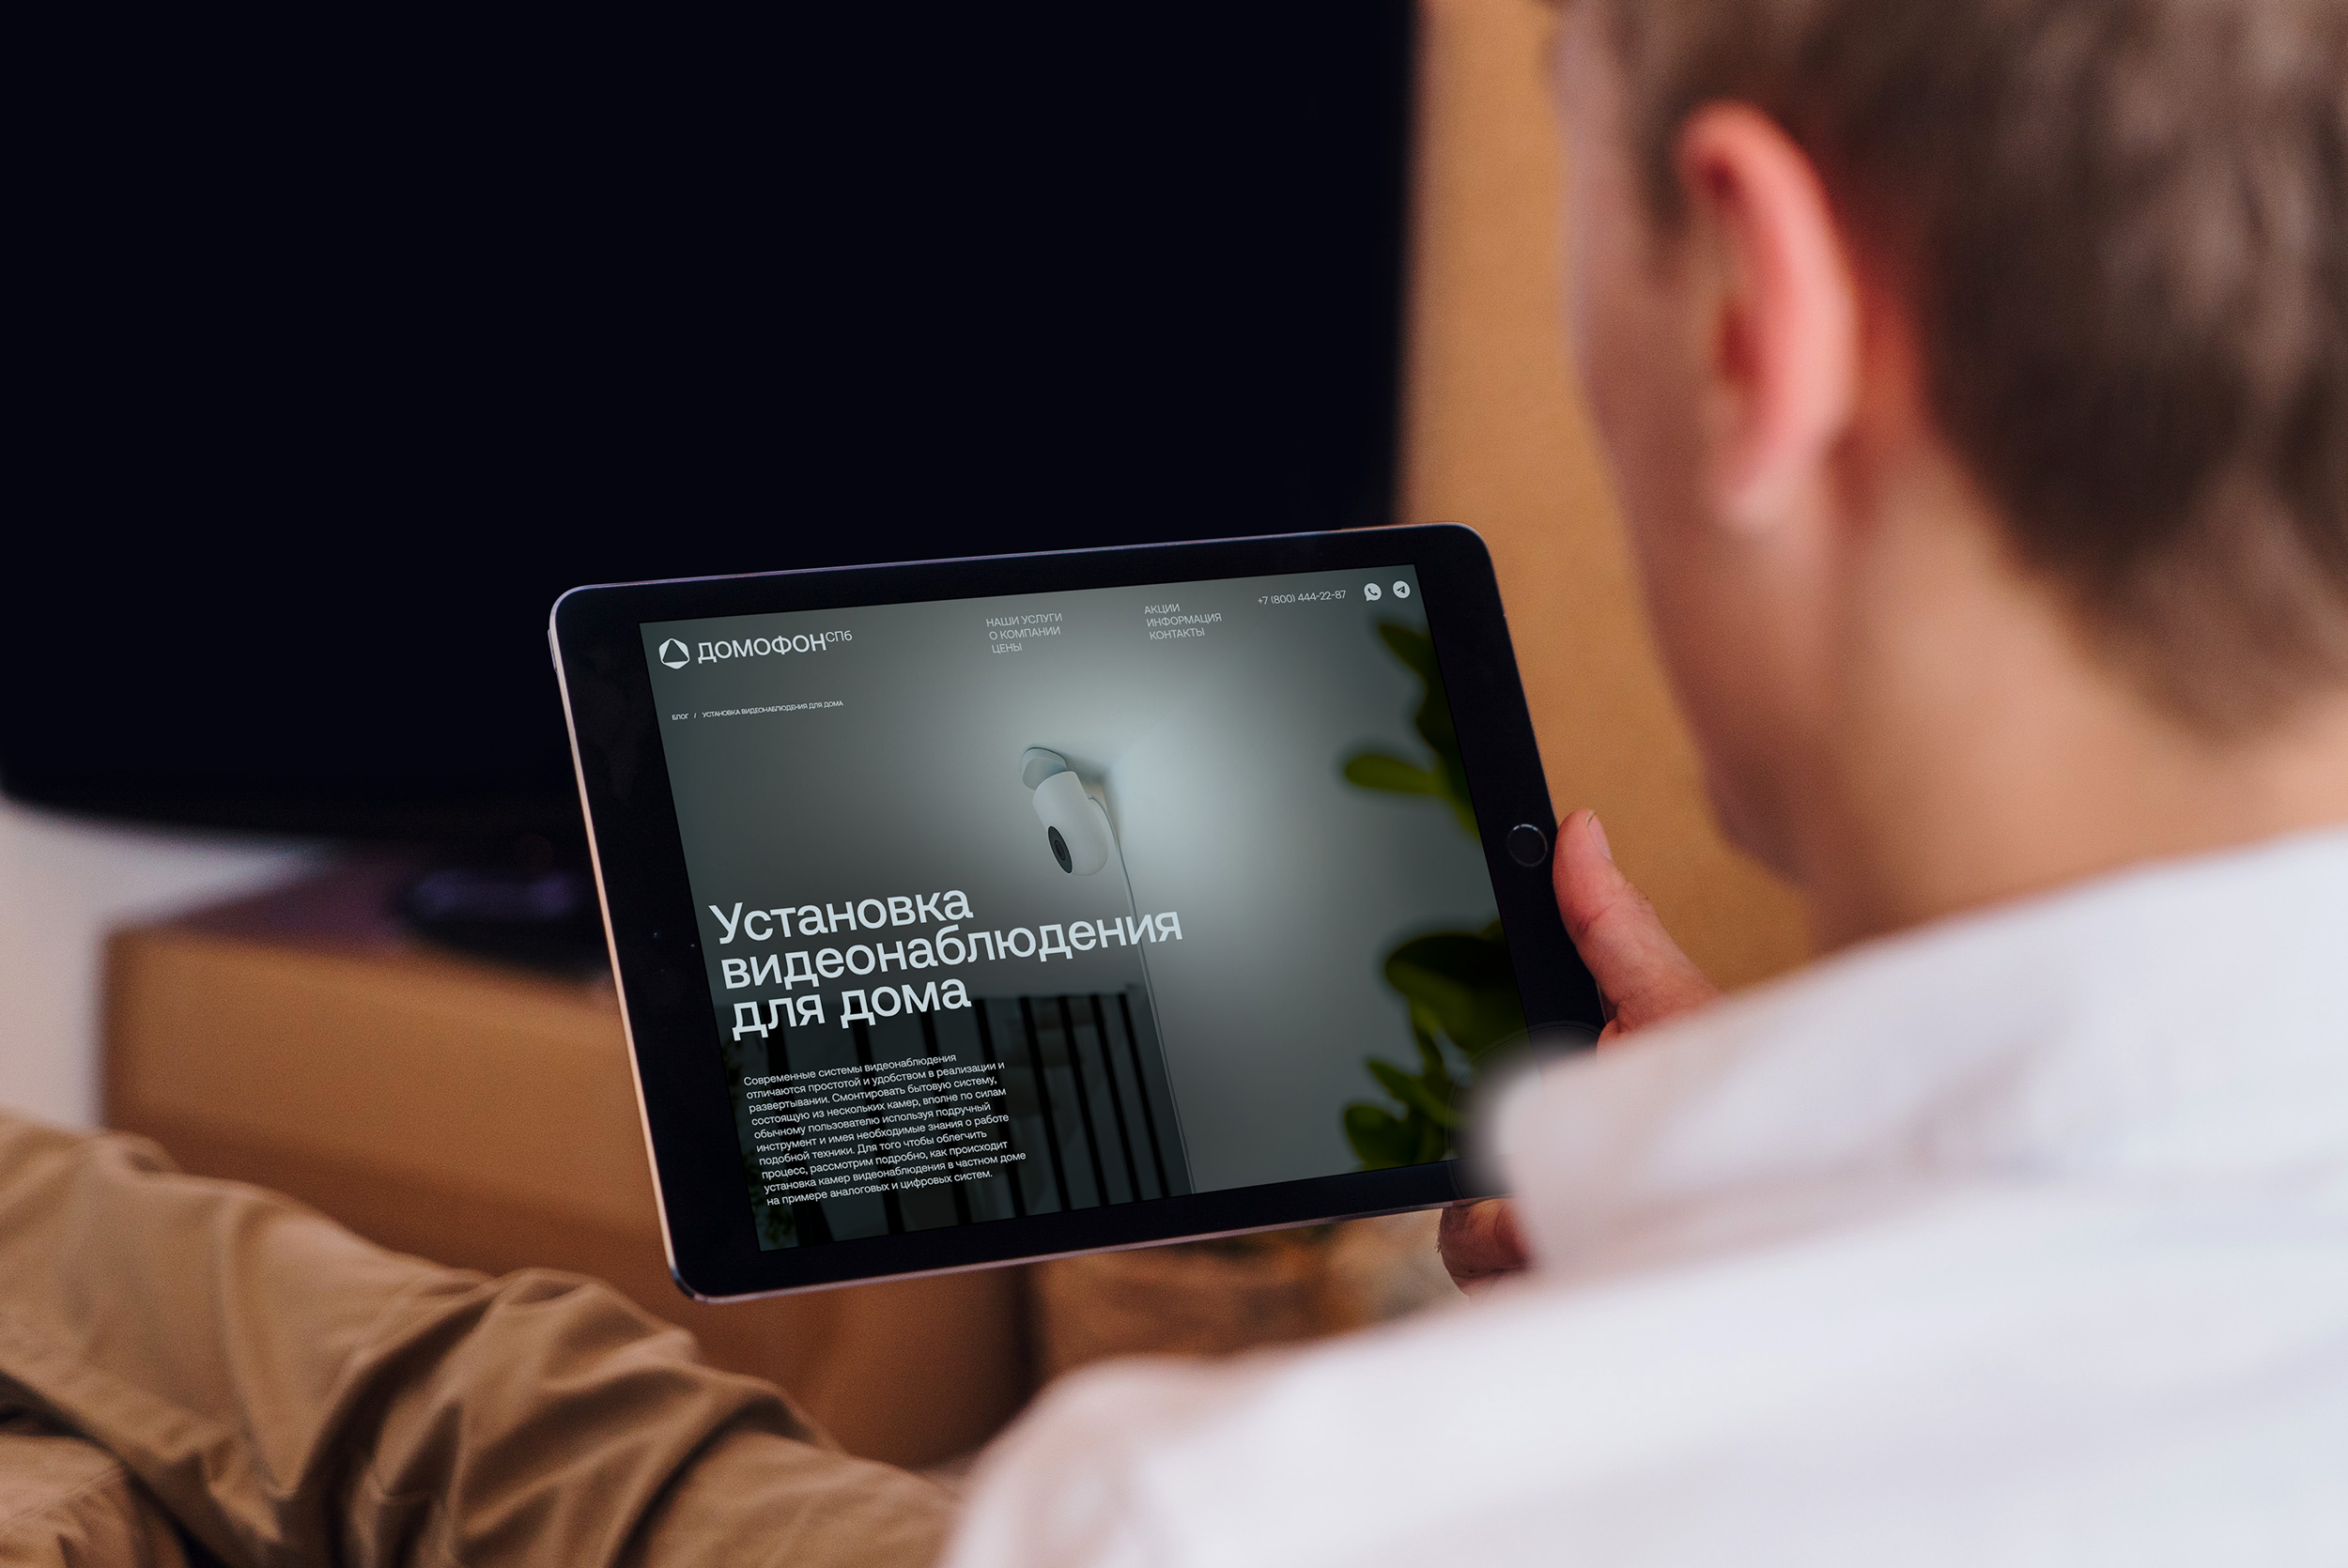 ДОМОФОНСПб
НАШИ УСЛУГИ
О КОМПАНИИ
ЦЕНЫ
АКЦИИ
ИНФОРМАЦИЯ
КОНТАКТЫ
+7 (800) 444-22-87
БЛОГ / УСТАНОВКА ВИДЕОНАБЛЮДЕНИЯ ДЛЯ ДОМА
Установка
видеонаблюдения
для дома
Современные системы видеонаблюдения
отличаются простотой и удобством в реализации и
развертывании. Смонтировать бытовую систему,
состоящую из нескольких камер, вполне по силам
обычному пользователю используя подручный
инструмент и имея необходимые знания о работе
подобной техники. Для того чтобы облегчить
процесс, рассмотрим подробно, как происходит
установка камер видеонаблюдения в частном доме
на примере аналоговых и цифровых систем.